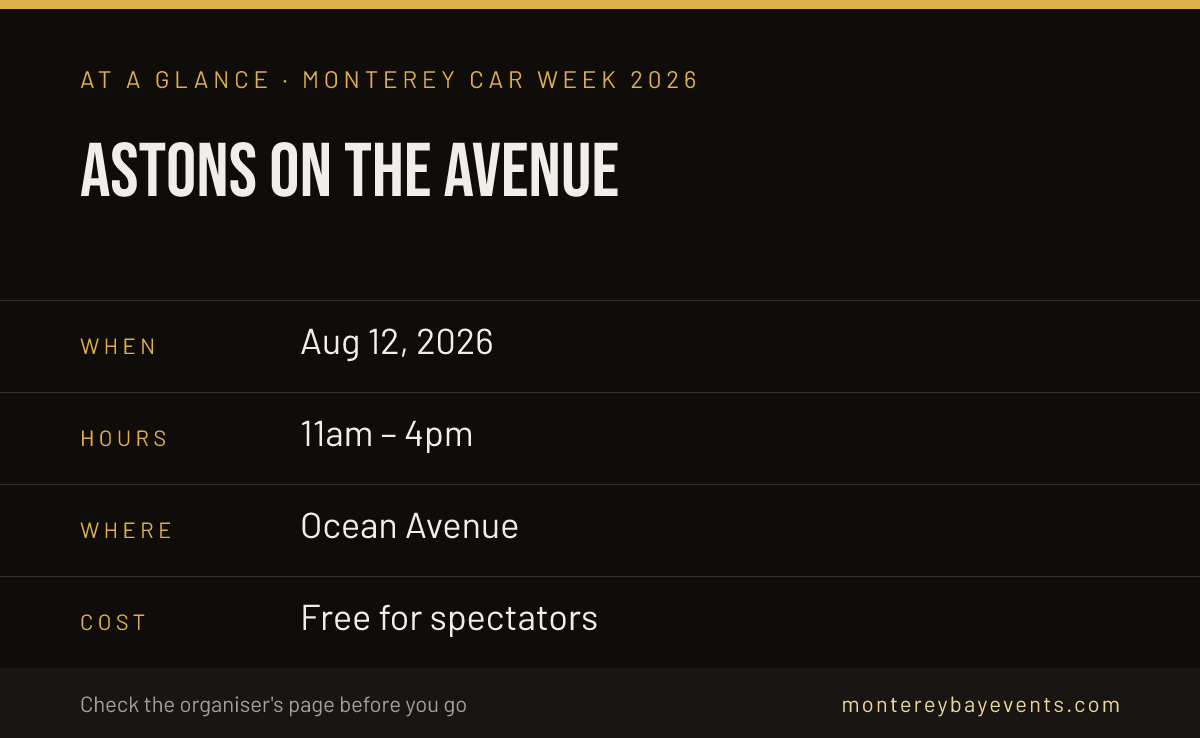 AT A GLANCE · MONTEREY CAR WEEK 2026
ASTONS ON THE AVENUE
WHEN Aug 12, 2026
HOURS 11am – 4pm
WHERE Ocean Avenue
COST Free for spectators
Check the organiser's page before you go montereybayevents.com